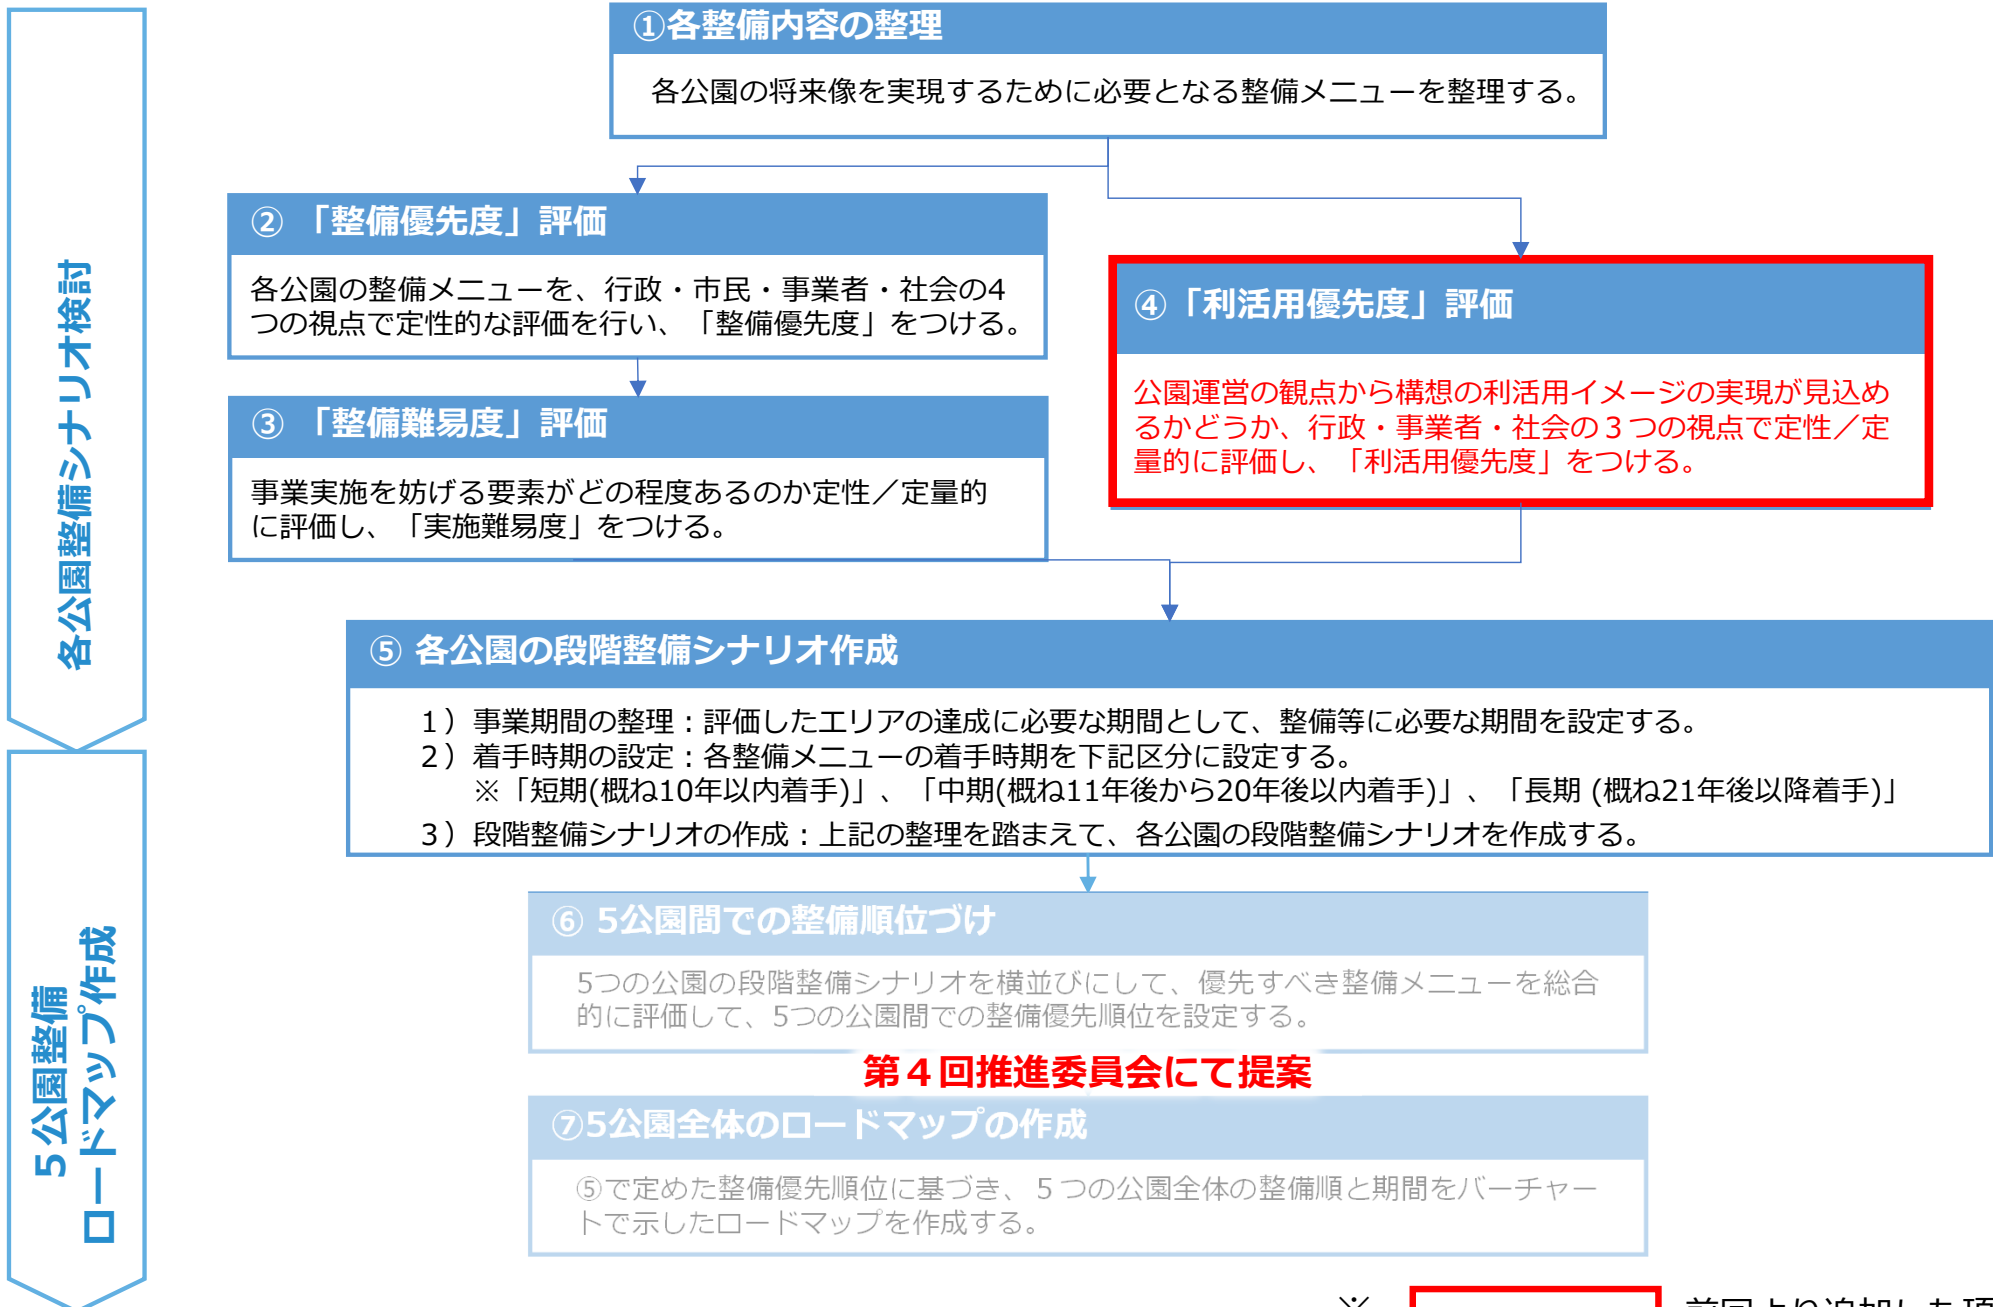 ①各整備内容の整理
各公園の将来像を実現するために必要となる整備メニューを整理する。
②「整備優先度」評価
各公園の整備メニューを、行政・市民・事業者・社会の4
つの視点で定性的な評価を行い、「整備優先度」をつける。
③「整備難易度」評価
事業実施を妨げる要素がどの程度あるのか定性／定量的
に評価し、「実施難易度」をつける。
④「利活用優先度」評価
公園運営の観点から構想の利活用イメージの実現が見込め
るかどうか、行政・事業者・社会の３つの視点で定性／定
量的に評価し、「利活用優先度」をつける。
各公園整備シナリオ検討
⑤ 各公園の段階整備シナリオ作成
１）事業期間の整理：評価したエリアの達成に必要な期間として、整備等に必要な期間を設定する。
２）着手時期の設定：各整備メニューの着手時期を下記区分に設定する。
※「短期(概ね10年以内着手)」、「中期(概ね11年後から20年後以内着手)」、「長期 (概ね21年後以降着手)」
３）段階整備シナリオの作成：上記の整理を踏まえて、各公園の段階整備シナリオを作成する。
５公園整備
ロードマップ作成
⑥ 5公園間での整備順位づけ
5つの公園の段階整備シナリオを横並びにして、優先すべき整備メニューを総合
的に評価して、5つの公園間での整備優先順位を設定する。
第４回推進委員会にて提案
⑦5公園全体のロードマップの作成
⑤で定めた整備優先順位に基づき、５つの公園全体の整備順と期間をバーチャー
トで示したロードマップを作成する。
※ 前回より追加した項